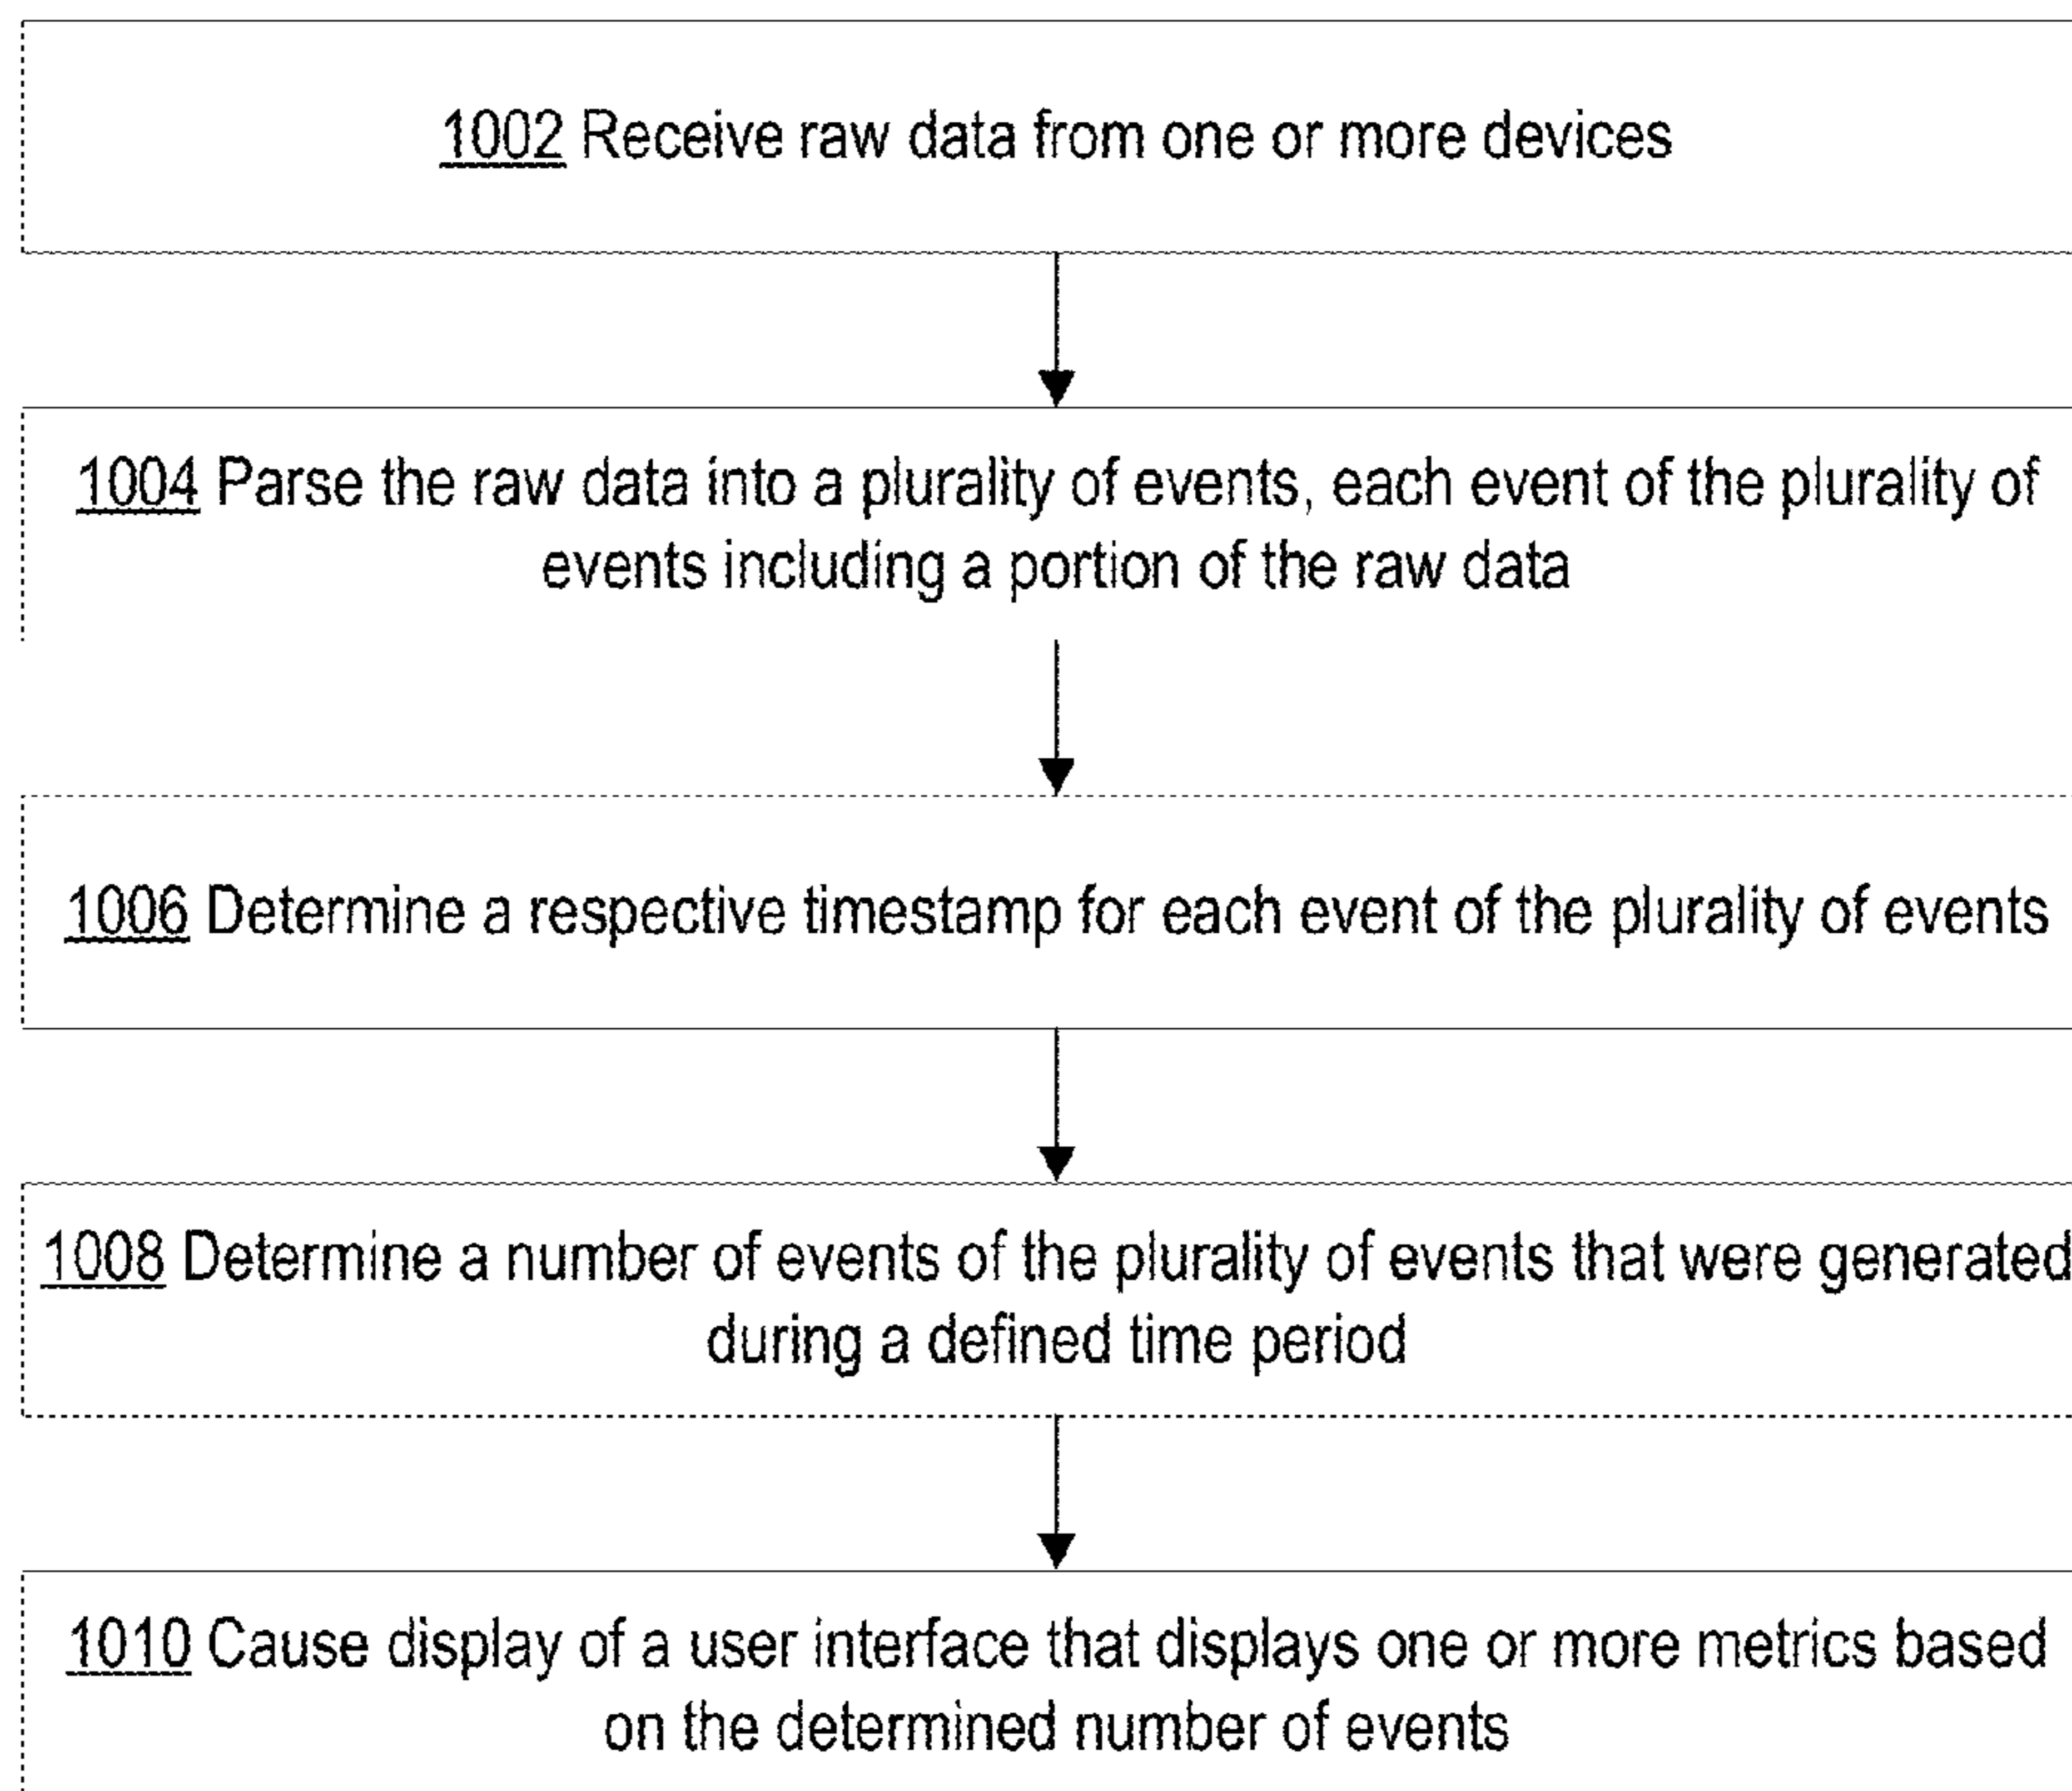 1002 Receive raw data from one or more devices
1004 Parse the raw data into a plurality of events, each event of the plurality of
events including a portion of the raw data
1006 Determine a respective timestamp for each event of the plurality of events
1008 Determine a number of events of the plurality of events that were generated
during a defined time period
1010 Cause display of a user interface that displays one or more metrics based
on the determined number of events